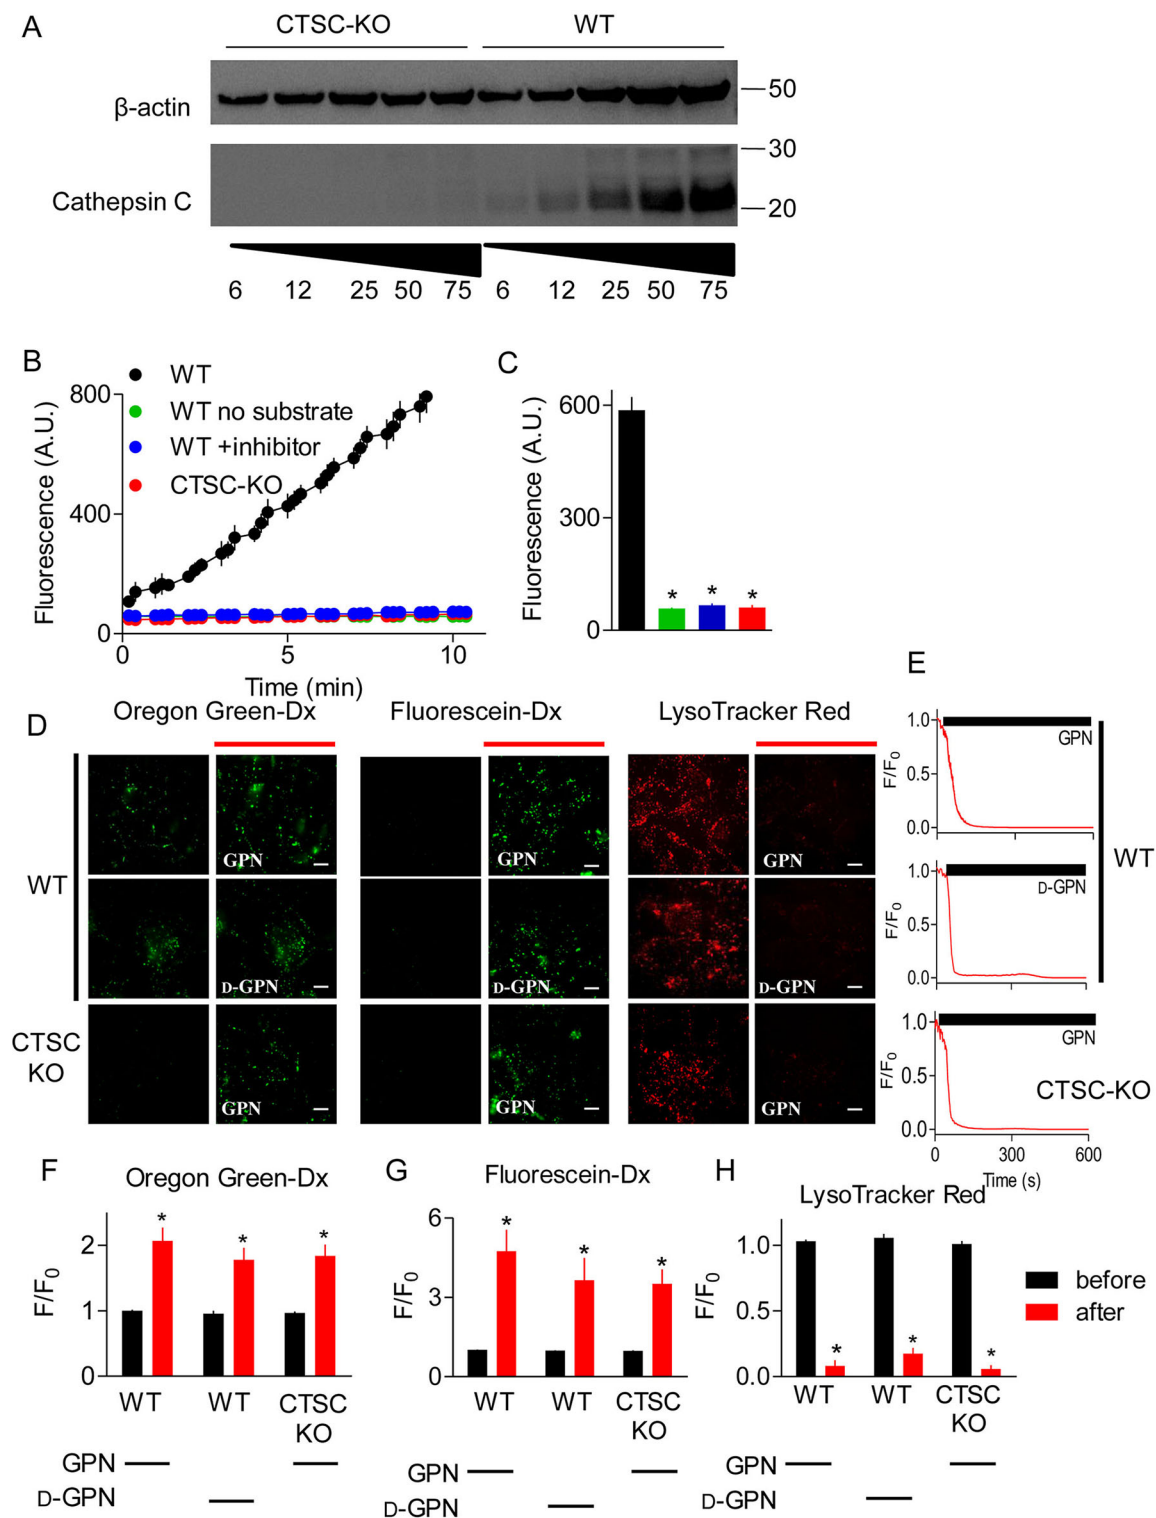 A
CTSC-KO WT
β-actin
50
30
Cathepsin C
20
6 12 25 50 75 6 12 25 50 75
B
WT
WT no substrate
WT +inhibitor
CTSC-KO
Fluorescence (A.U.)
800
400
0
0 5 10
Time (min)
C
Fluorescence (A.U.)
600
300
0
* * *
D
Oregon Green-Dx Fluorescein-Dx LysoTracker Red
WT
GPN GPN GPN
D-GPN D-GPN D-GPN
CTSC
KO
GPN GPN GPN
E
F/F0
1.0
0.5
0.0
GPN
WT
F/F0
1.0
0.5
0.0
D-GPN
F/F0
1.0
0.5
0.0
GPN
CTSC-KO
0 300 600
Time (s)
F
Oregon Green-Dx
F/F0
2
1
0
* * *
WT WT CTSC
KO
GPN
D-GPN
G
Fluorescein-Dx
F/F0
6
3
0
* * *
WT WT CTSC
KO
GPN
D-GPN
H
LysoTracker Red
F/F0
1.0
0.5
0.0
* * *
WT WT CTSC
KO
before
after
GPN
D-GPN